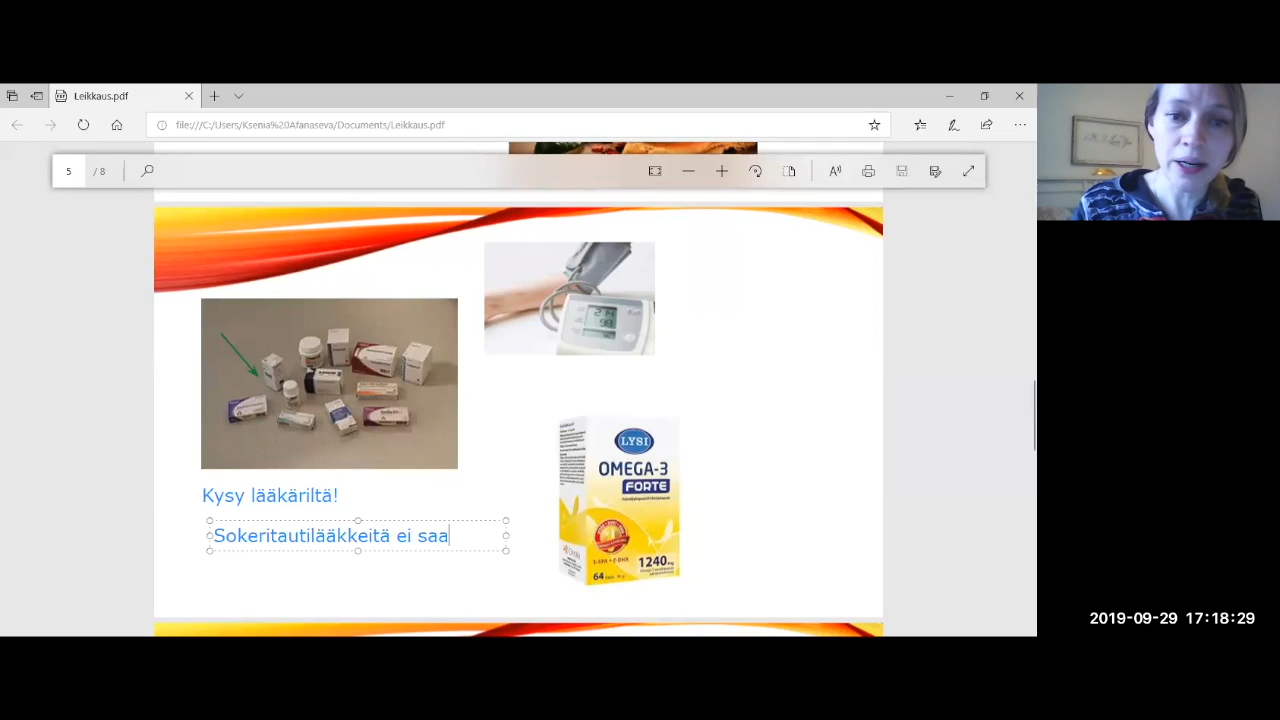 Leikkaus.pdf
file:///C:/Users/Ksenia%20Afanaseva/Documents/Leikkaus.pdf
5 / 8
LYSI
OMEGA-3
FORTE
1240 mg
64
Kysy lääkäriltä!
Sokeritautilääkkeitä ei saa
2019-09-29 17:18:29